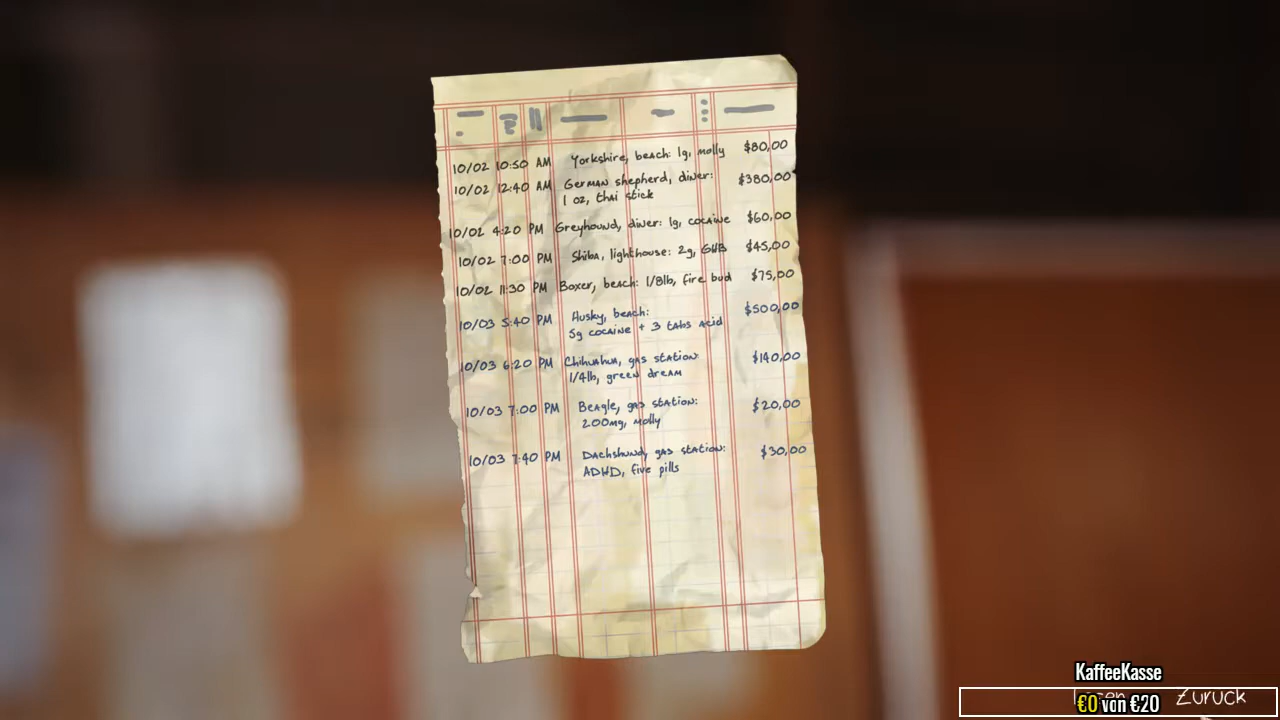 10/02 10:50 AM Yorkshire, beach: 1g, molly $80,00
10/02 12:40 AM German shepherd, diner: $380,00
1 oz, thai stick
10/02 4:20 PM Greyhound, diner: 1g, cocaine $60,00
10/02 7:00 PM Shiba, lighthouse: 2g, GHB $45,00
10/02 11:30 PM Boxer, beach: 1/8lb, fire bud $75,00
10/03 5:40 PM Husky, beach: $500,00
5g cocaine + 3 tabs acid
10/03 6:20 PM Chihuahua, gas station: $140,00
1/4lb, green dream
10/03 7:00 PM Beagle, gas station: $20,00
200mg, molly
10/03 7:40 PM Dachshund, gas station: $30,00
ADHD, five pills
KaffeeKasse
€0 von €20
Zurück